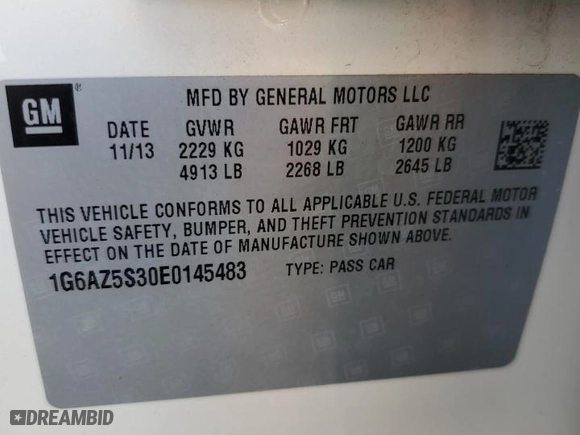 GM ®
MFD BY GENERAL MOTORS LLC
DATE GVWR GAWR FRT GAWR RR
11/13 2229 KG 1029 KG 1200 KG
4913 LB 2268 LB 2645 LB
THIS VEHICLE CONFORMS TO ALL APPLICABLE U.S. FEDERAL MOTOR
VEHICLE SAFETY, BUMPER, AND THEFT PREVENTION STANDARDS IN
EFFECT ON THE DATE OF MANUFACTURE SHOWN ABOVE.
1G6AZ5S30E0145483 TYPE: PASS CAR
DREAMBID